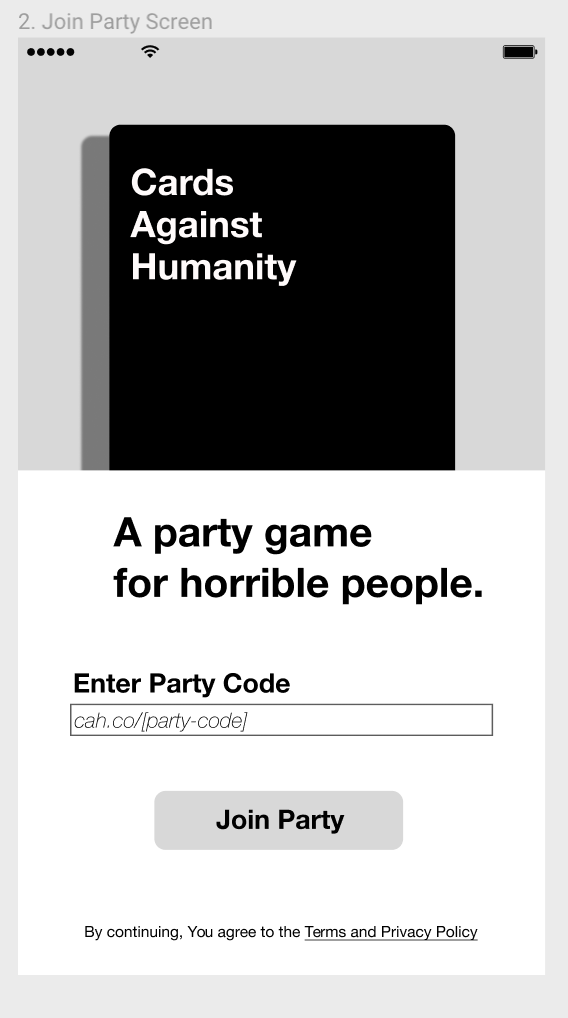 2. Join Party Screen
Cards
Against
Humanity
A party game
for horrible people.
Enter Party Code
cah.co/[party-code]
Join Party
By continuing, You agree to the Terms and Privacy Policy